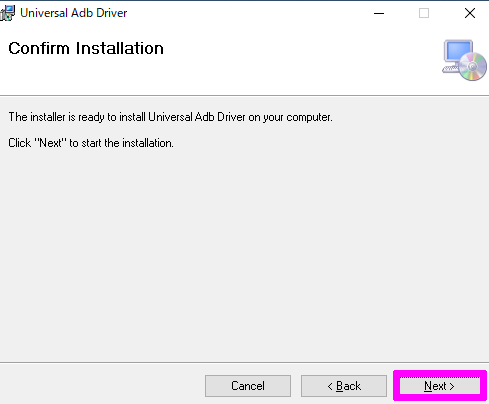 Universal Adb Driver
Confirm Installation
The installer is ready to install Universal Adb Driver on your computer.
Click "Next" to start the installation.
Cancel
< Back
Next >